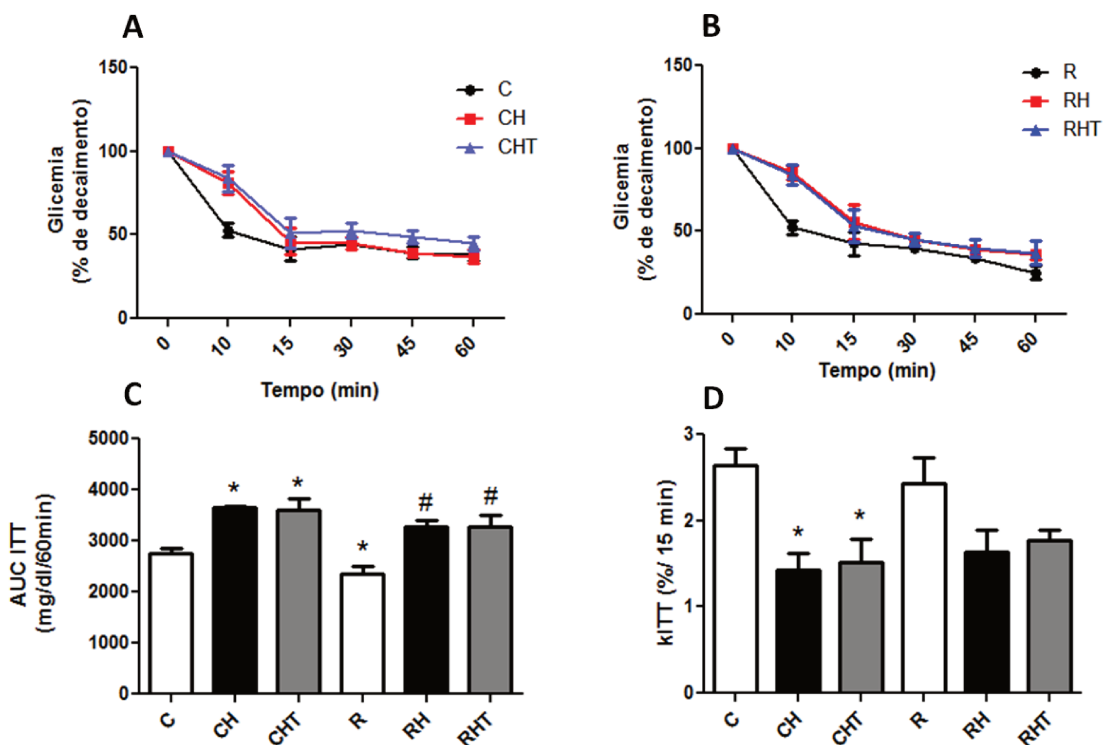 A
Glicemia
(% de decaimento)
150
100
50
0
C
CH
CHT
0 10 15 30 45 60
Tempo (min)
B
Glicemia
(% de decaimento)
150
100
50
0
R
RH
RHT
0 10 15 30 45 60
Tempo (min)
C
AUC ITT
(mg/dl/60min)
5000
4000
3000
2000
1000
0
* * * # #
C CH CHT R RH RHT
D
kITT (%/ 15 min)
3
2
1
0
* *
C CH CHT R RH RHT